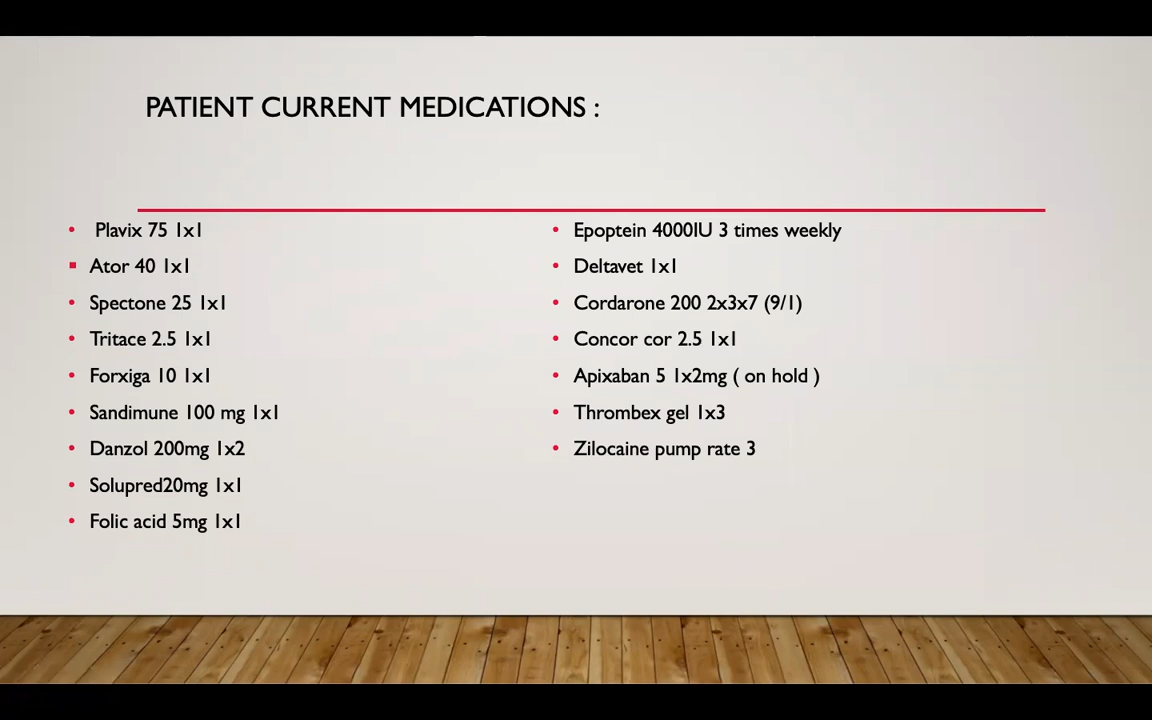 PATIENT CURRENT MEDICATIONS :
Plavix 75 1x1
Ator 40 1x1
Spectone 25 1x1
Tritace 2.5 1x1
Forxiga 10 1x1
Sandimune 100 mg 1x1
Danzol 200mg 1x2
Solupred20mg 1x1
Folic acid 5mg 1x1
Epoptein 4000IU 3 times weekly
Deltavet 1x1
Cordarone 200 2x3x7 (9/1)
Concor cor 2.5 1x1
Apixaban 5 1x2mg ( on hold )
Thrombex gel 1x3
Zilocaine pump rate 3